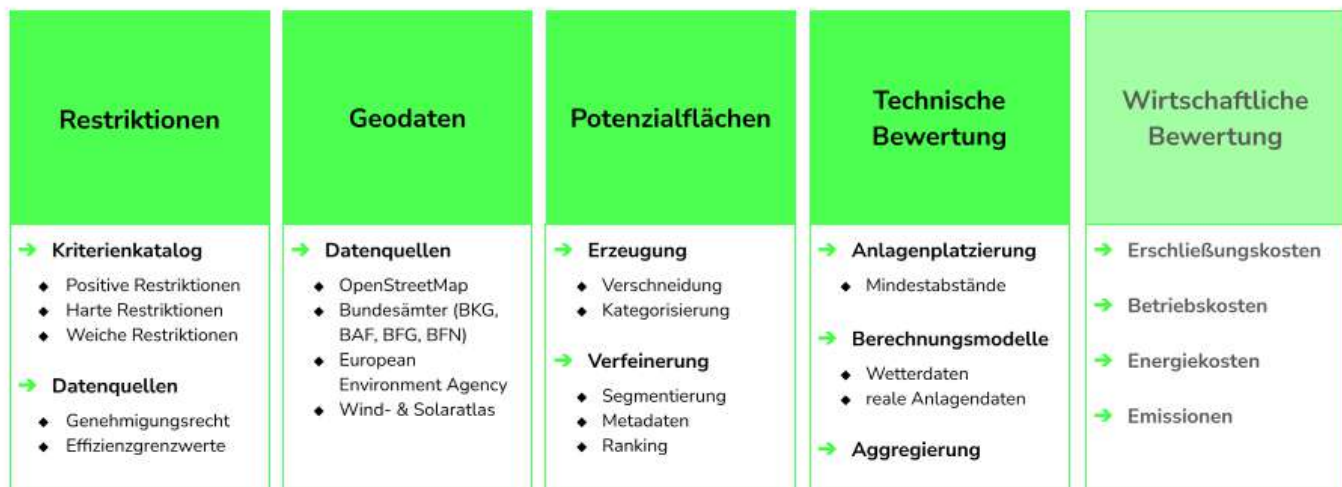 Restriktionen
Kriterienkatalog
Positive Restriktionen
Harte Restriktionen
Weiche Restriktionen
Datenquellen
Genehmigungsrecht
Effizienzgrenzwerte
Geodaten
Datenquellen
OpenStreetMap
Bundesämter (BKG,
BAF, BFG, BFN)
European
Environment Agency
Wind- & Solaratlas
Potenzialflächen
Erzeugung
Verschneidung
Kategorisierung
Verfeinerung
Segmentierung
Metadaten
Ranking
Technische
Bewertung
Anlagenplatzierung
Mindestabstände
Berechnungsmodelle
Wetterdaten
reale Anlagendaten
Aggregierung
Wirtschaftliche
Bewertung
Erschließungskosten
Betriebskosten
Energiekosten
Emissionen